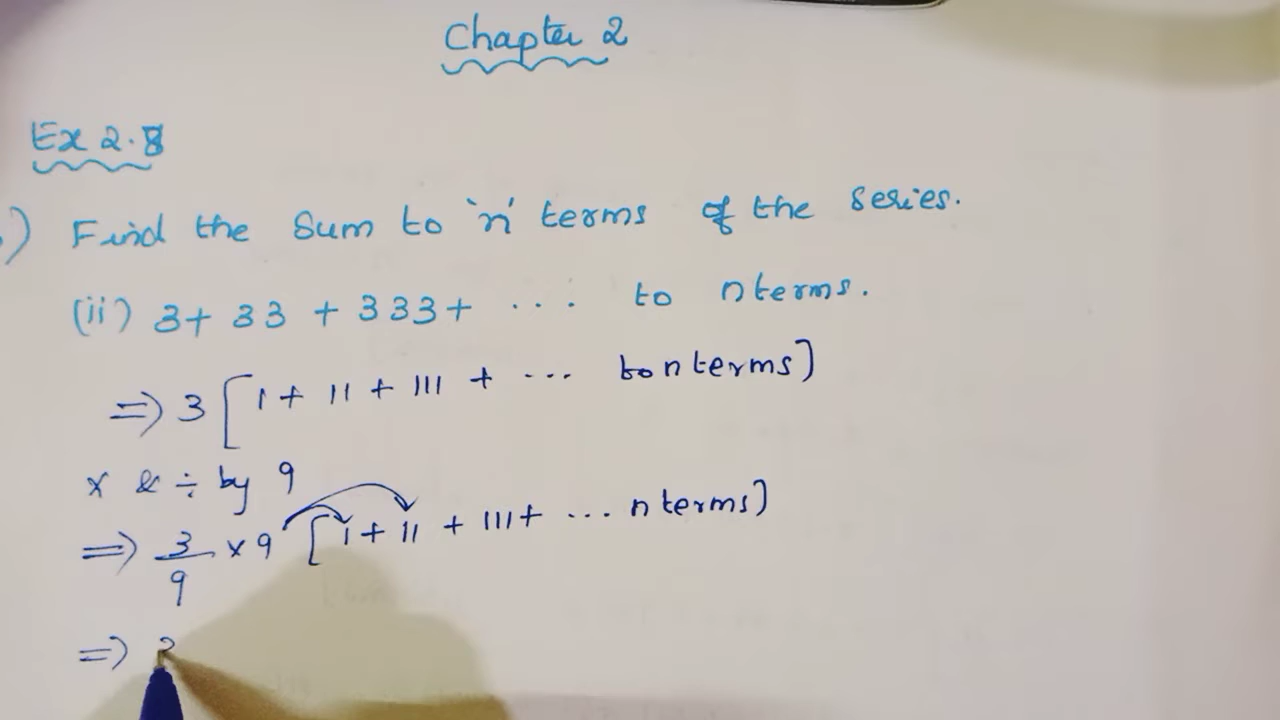 Chapter 2
Ex 2.8
) Find the Sum to 'n' terms of the series.
(ii) 3+ 33 + 333+ ... to n terms.
=> 3 [1 + 11 + 111 + ... to n terms]
× & ÷ by 9
=> 3/9 × 9 [1 + 11 + 111+ ... n terms]
=>